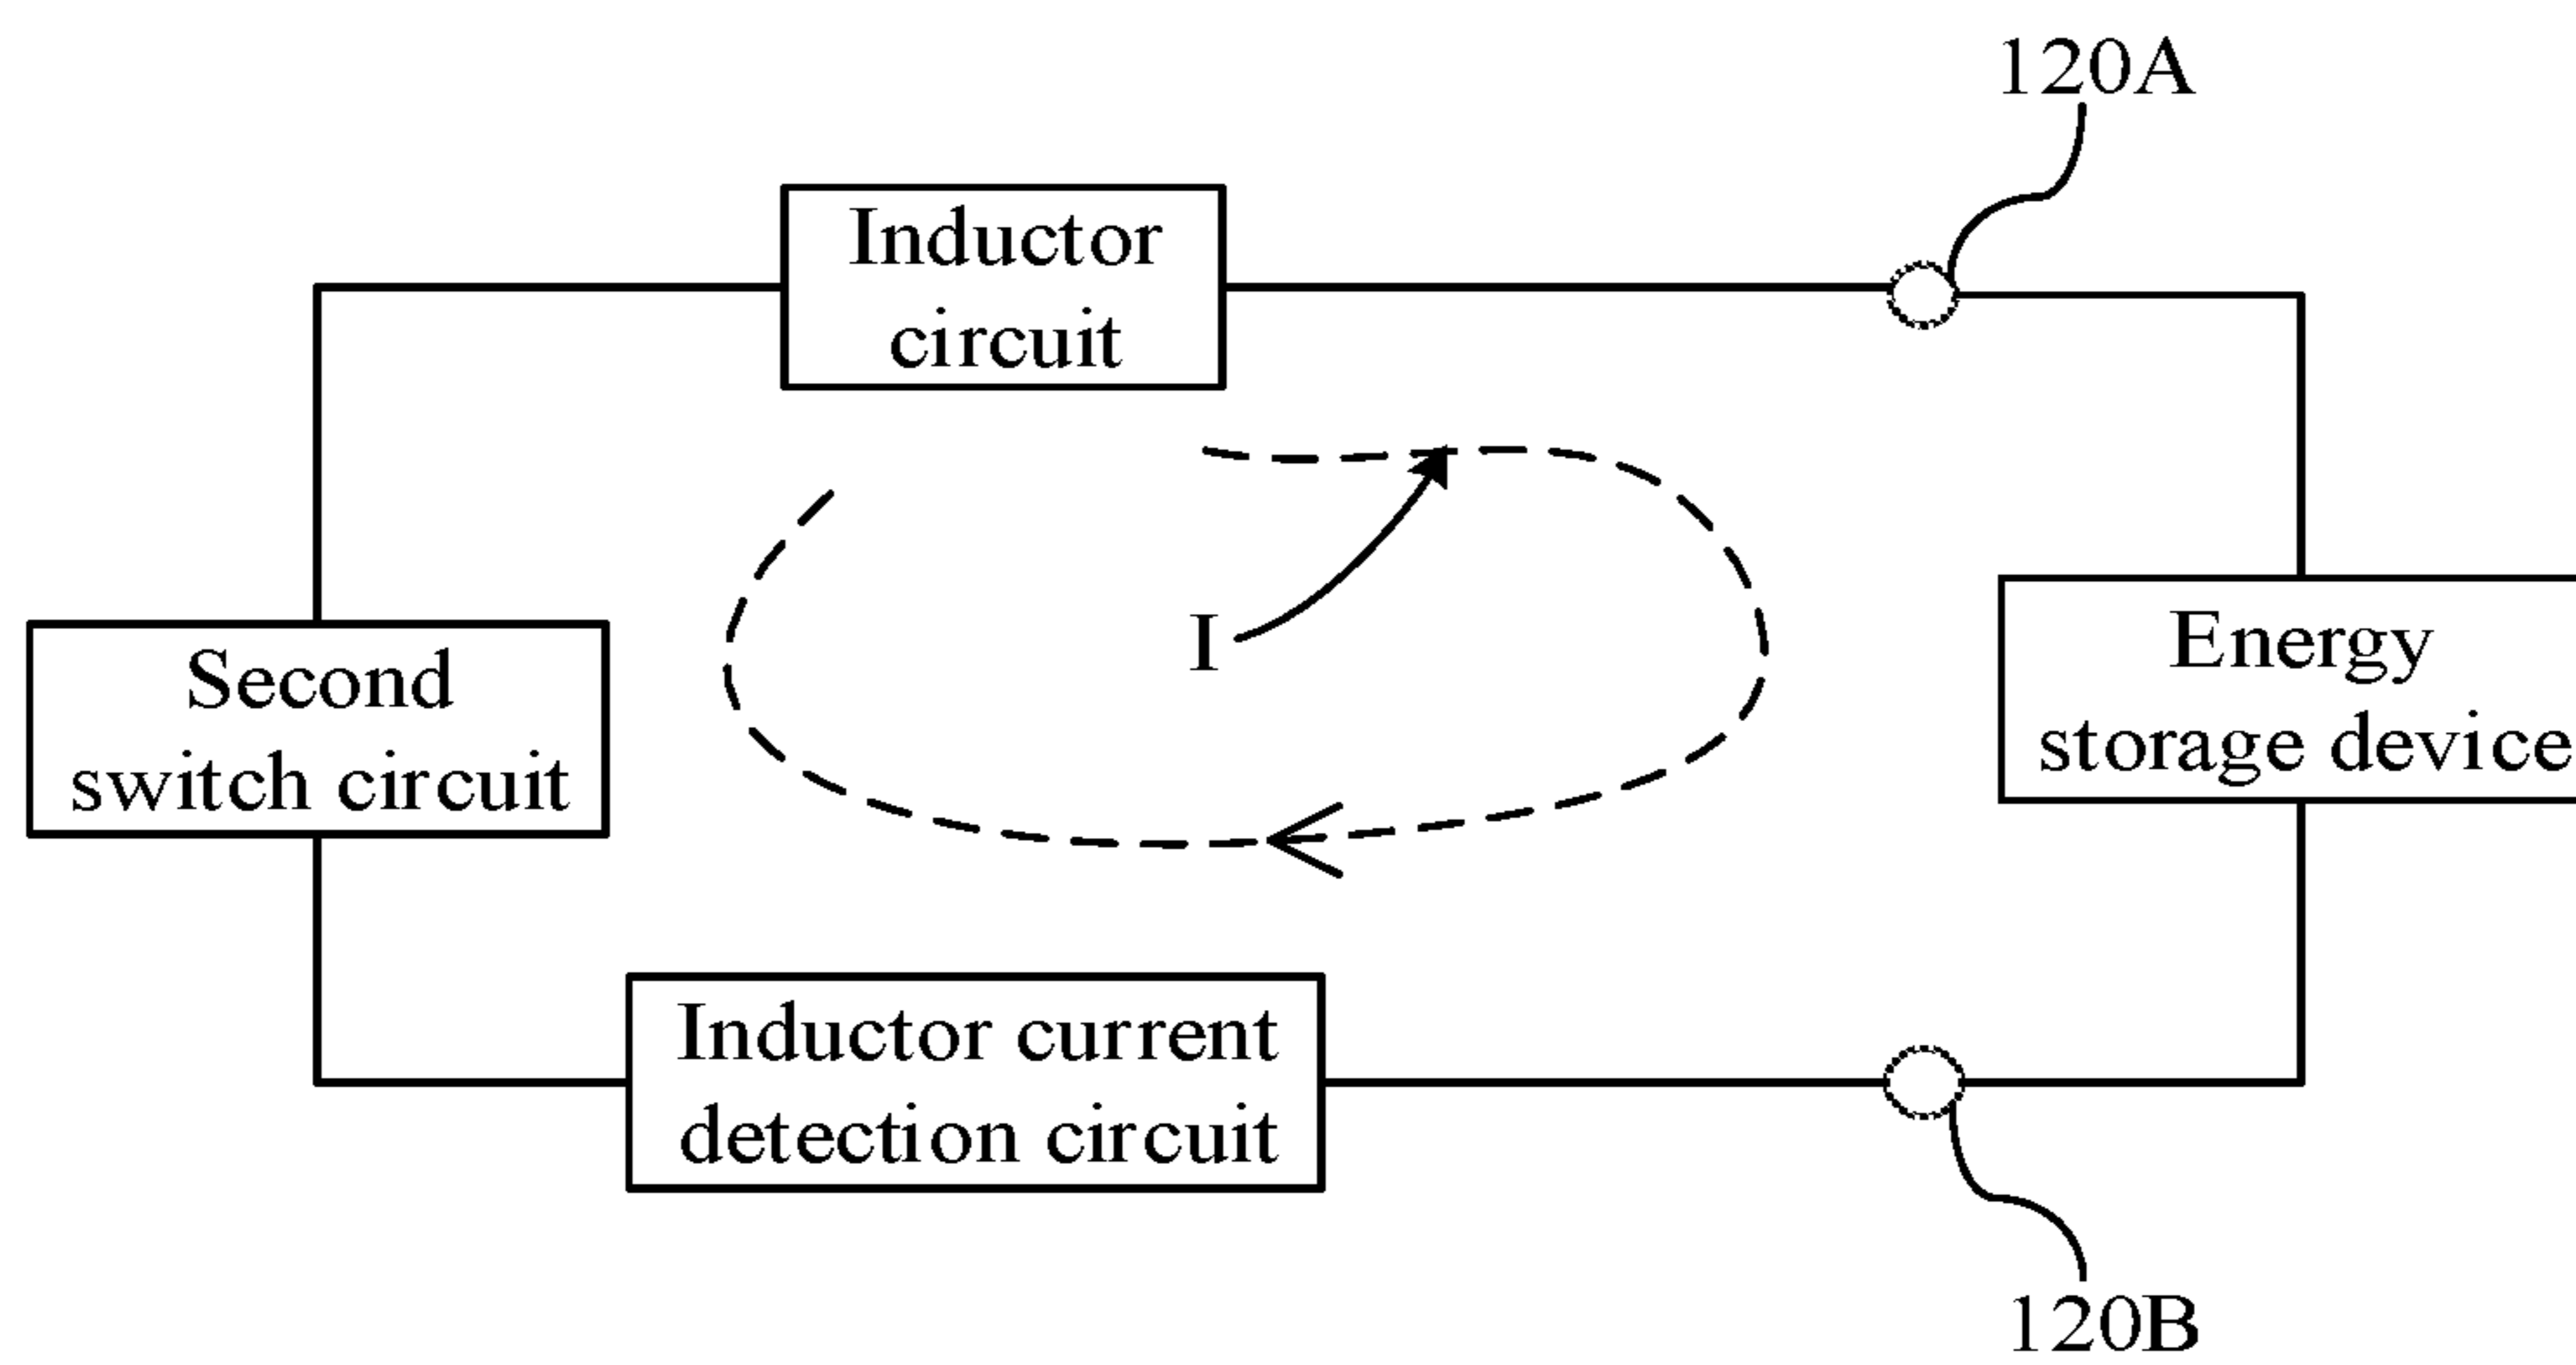 120A
Inductor
circuit
I
Second
switch circuit
Energy
storage device
Inductor current
detection circuit
120B